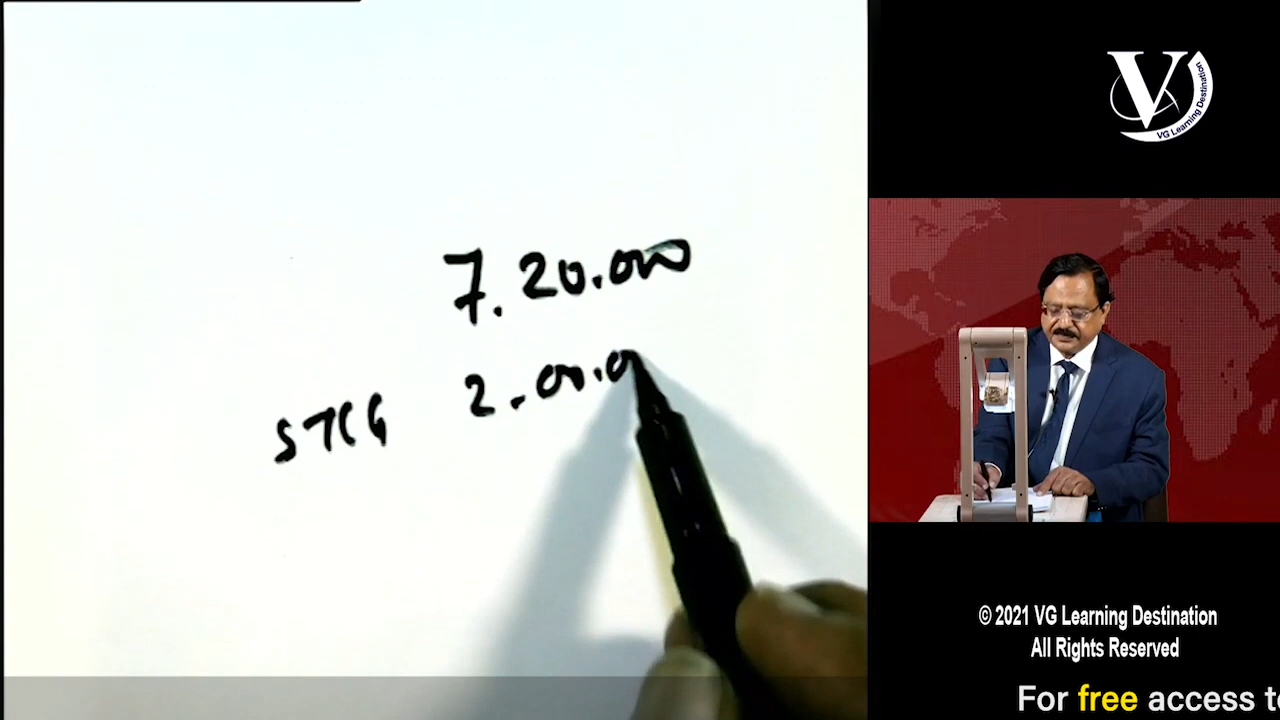 7.20.000
STCG 2.00.0
V
VG Learning Destination
© 2021 VG Learning Destination
All Rights Reserved
For free access to